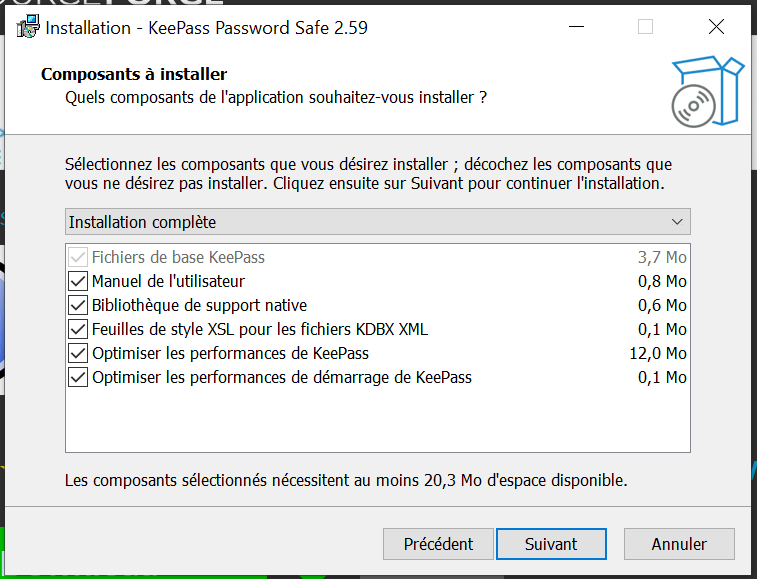 Installation - KeePass Password Safe 2.59
Composants à installer
Quels composants de l'application souhaitez-vous installer ?
Sélectionnez les composants que vous désirez installer ; décochez les composants que
vous ne désirez pas installer. Cliquez ensuite sur Suivant pour continuer l'installation.
Installation complète
Fichiers de base KeePass 3,7 Mo
Manuel de l'utilisateur 0,8 Mo
Bibliothèque de support native 0,6 Mo
Feuilles de style XSL pour les fichiers KDBX XML 0,1 Mo
Optimiser les performances de KeePass 12,0 Mo
Optimiser les performances de démarrage de KeePass 0,1 Mo
Les composants sélectionnés nécessitent au moins 20,3 Mo d'espace disponible.
Précédent Suivant Annuler